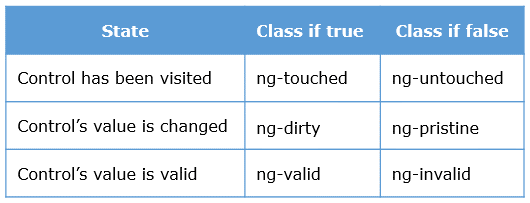 State Class if true Class if false
Control has been visited ng-touched ng-untouched
Control's value is changed ng-dirty ng-pristine
Control's value is valid ng-valid ng-invalid